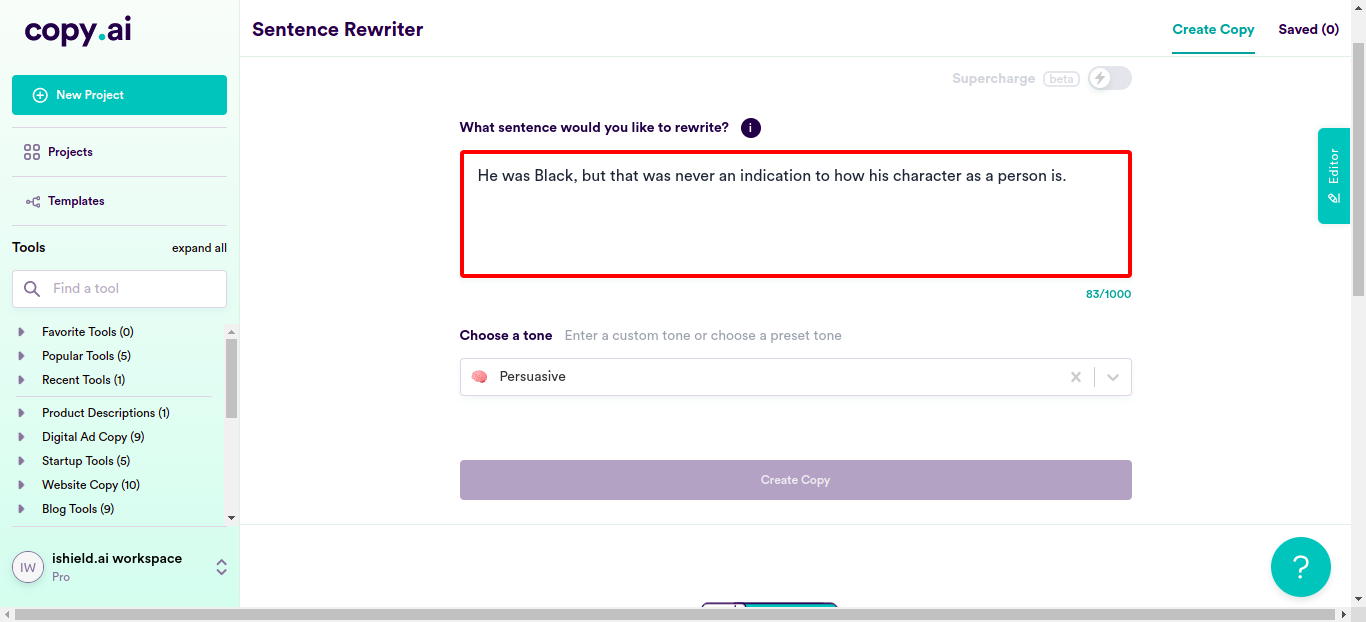 copy.ai
Sentence Rewriter
Create Copy
Saved (0)
New Project
Projects
Templates
Tools
expand all
Find a tool
Favorite Tools (0)
Popular Tools (5)
Recent Tools (1)
Product Descriptions (1)
Digital Ad Copy (9)
Startup Tools (5)
Website Copy (10)
Blog Tools (9)
IW
ishield.ai workspace
Pro
Supercharge beta
What sentence would you like to rewrite? i
He was Black, but that was never an indication to how his character as a person is.
83/1000
Choose a tone Enter a custom tone or choose a preset tone
Persuasive
Create Copy
Editor
?